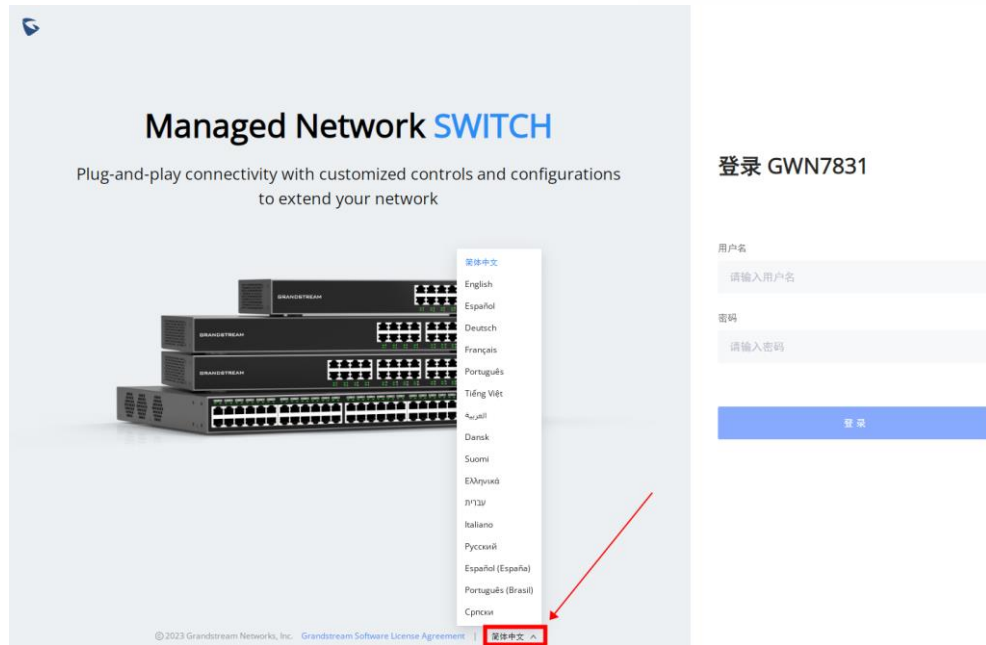 Managed Network SWITCH
Plug-and-play connectivity with customized controls and configurations
to extend your network
GRANDSTREAM
GRANDSTREAM
GRANDSTREAM
简体中文
English
Español
Deutsch
Français
Português
Tiếng Việt
العربية
Dansk
Suomi
Ελληνικά
עברית
Italiano
Русский
Español (España)
Português (Brasil)
Српски
© 2023 Grandstream Networks, Inc. Grandstream Software License Agreement | 简体中文
登录 GWN7831
用户名
请输入用户名
密码
请输入密码
登录